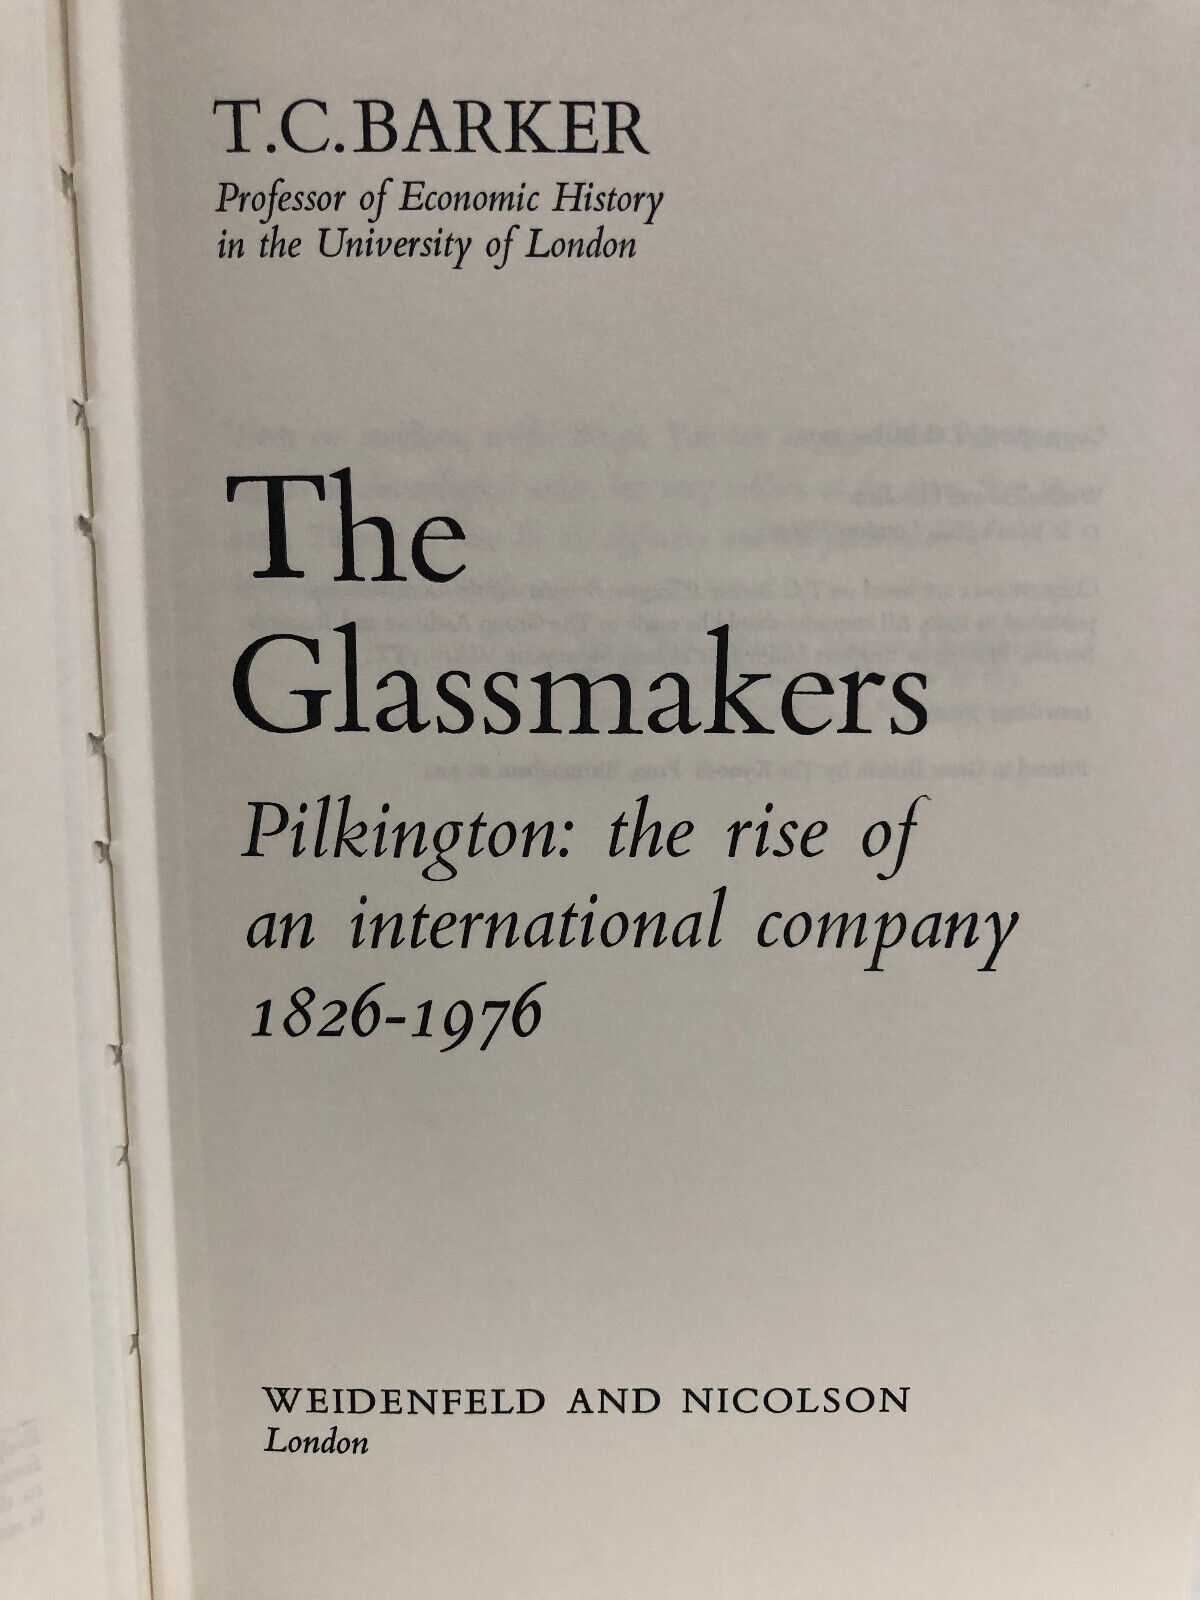 T.C.BARKER
Professor of Economic History
in the University of London
The
Glassmakers
Pilkington: the rise of
an international company
1826-1976
WEIDENFELD AND NICOLSON
London